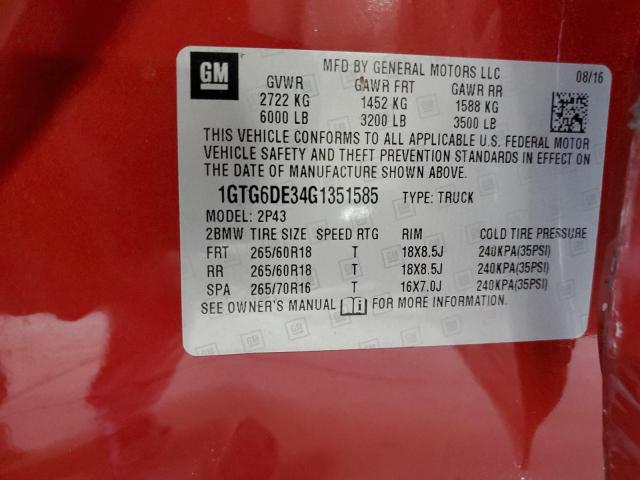 GM
MFD BY GENERAL MOTORS LLC 08/16
GVWR GAWR FRT GAWR RR
2722 KG 1452 KG 1588 KG
6000 LB 3200 LB 3500 LB
THIS VEHICLE CONFORMS TO ALL APPLICABLE U.S. FEDERAL MOTOR
VEHICLE SAFETY AND THEFT PREVENTION STANDARDS IN EFFECT ON
THE DATE OF MANUFACTURE SHOWN ABOVE.
1GTG6DE34G1351585 TYPE: TRUCK
MODEL: 2P43
2BMW TIRE SIZE SPEED RTG RIM COLD TIRE PRESSURE
FRT 265/60R18 T 18X8.5J 240KPA(35PSI)
RR 265/60R18 T 18X8.5J 240KPA(35PSI)
SPA 265/70R16 T 16X7.0J 240KPA(35PSI)
SEE OWNER'S MANUAL i FOR MORE INFORMATION.